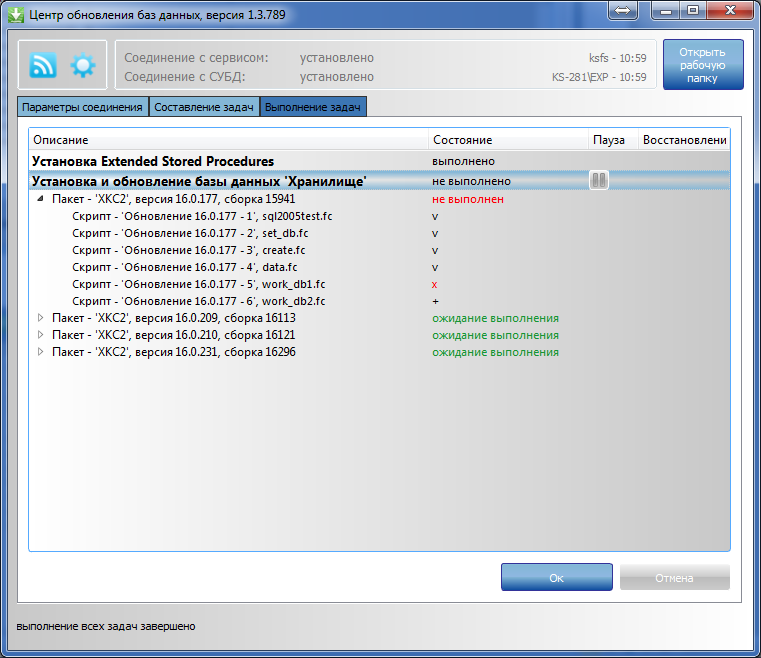 Центр обновления баз данных, версия 1.3.789
Соединение с сервисом: установлено ksfs - 10:59
Соединение с СУБД: установлено KS-281\EXP - 10:59
Открыть
рабочую
папку
Параметры соединения Составление задач Выполнение задач
Описание Состояние Пауза Восстановлени
Установка Extended Stored Procedures выполнено
Установка и обновление базы данных 'Хранилище' не выполнено
Пакет - 'ХКС2', версия 16.0.177, сборка 15941 не выполнен
Скрипт - 'Обновление 16.0.177 - 1', sql2005test.fc v
Скрипт - 'Обновление 16.0.177 - 2', set_db.fc v
Скрипт - 'Обновление 16.0.177 - 3', create.fc v
Скрипт - 'Обновление 16.0.177 - 4', data.fc v
Скрипт - 'Обновление 16.0.177 - 5', work_db1.fc x
Скрипт - 'Обновление 16.0.177 - 6', work_db2.fc +
Пакет - 'ХКС2', версия 16.0.209, сборка 16113 ожидание выполнения
Пакет - 'ХКС2', версия 16.0.210, сборка 16121 ожидание выполнения
Пакет - 'ХКС2', версия 16.0.231, сборка 16296 ожидание выполнения
Ок Отмена
выполнение всех задач завершено